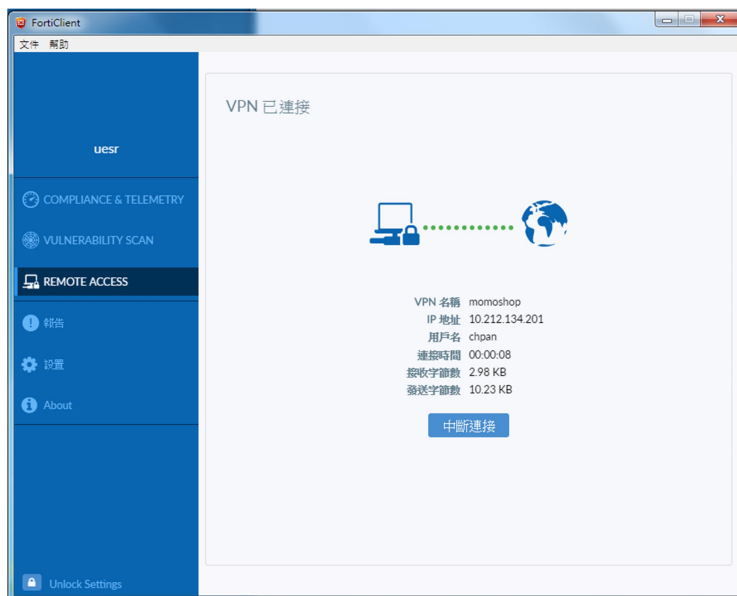 FortiClient
文件 幫助
VPN 已連接
uesr
COMPLIANCE & TELEMETRY
VULNERABILITY SCAN
REMOTE ACCESS
報告
設置
About
VPN 名稱 momoshop
IP 地址 10.212.134.201
用戶名 chpan
連接時間 00:00:08
接收字節數 2.98 KB
發送字節數 10.23 KB
中斷連接
Unlock Settings